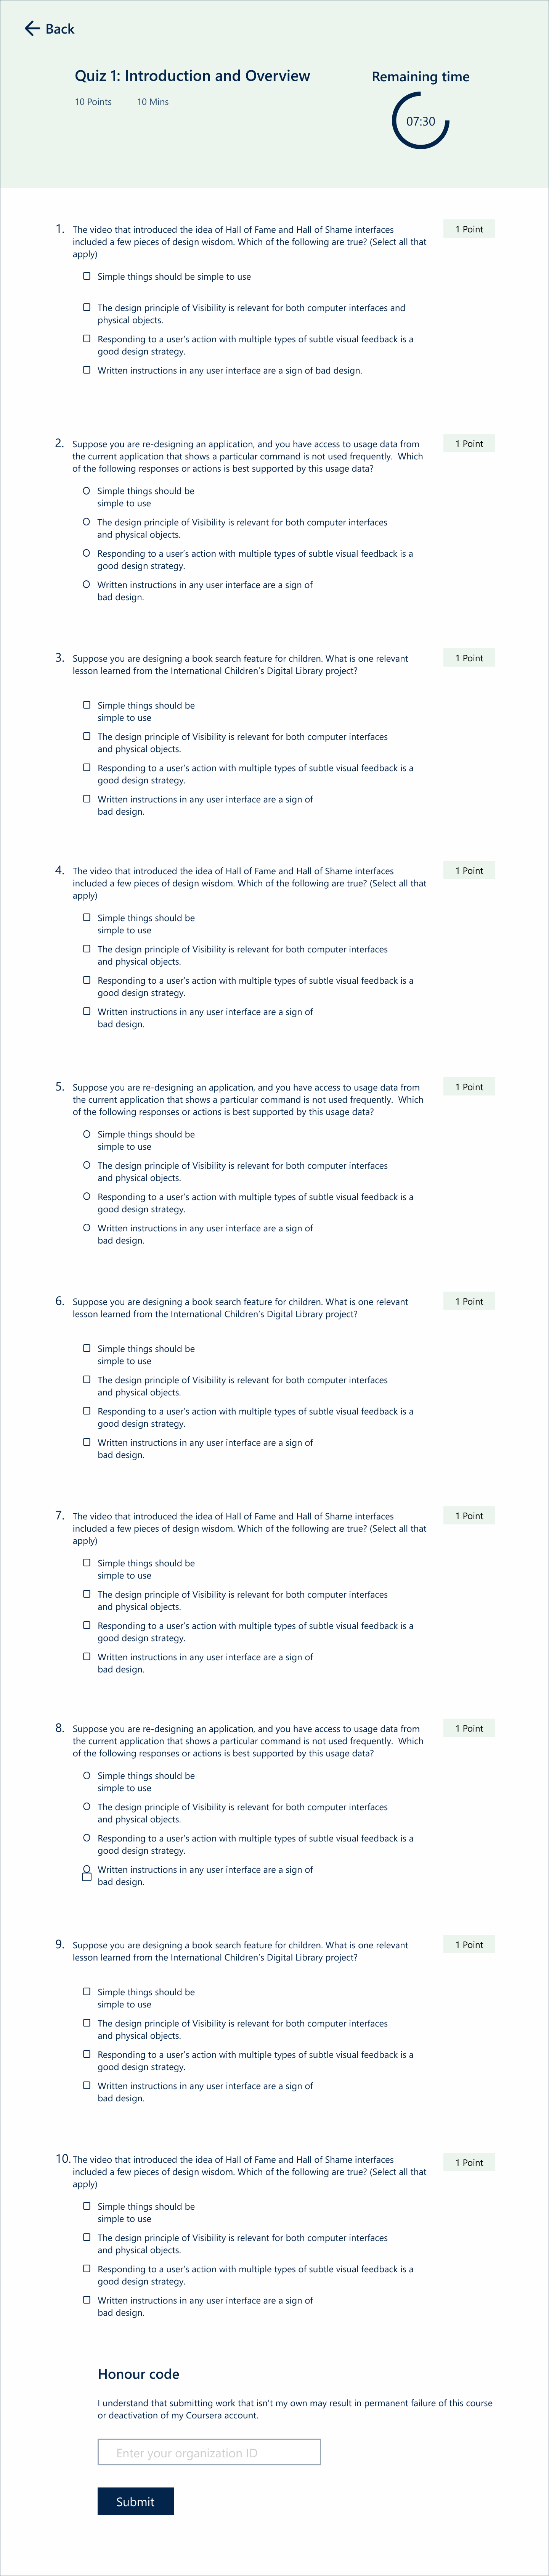 Back
Quiz 1: Introduction and Overview
Remaining time
10 Points 10 Mins
07:30
1. The video that introduced the idea of Hall of Fame and Hall of Shame interfaces
included a few pieces of design wisdom. Which of the following are true? (Select all that
apply)
1 Point
Simple things should be simple to use
The design principle of Visibility is relevant for both computer interfaces and
physical objects.
Responding to a user's action with multiple types of subtle visual feedback is a
good design strategy.
Written instructions in any user interface are a sign of bad design.
2. Suppose you are re-designing an application, and you have access to usage data from
the current application that shows a particular command is not used frequently.  Which
of the following responses or actions is best supported by this usage data?
1 Point
Simple things should be
simple to use
The design principle of Visibility is relevant for both computer interfaces
and physical objects.
Responding to a user's action with multiple types of subtle visual feedback is a
good design strategy.
Written instructions in any user interface are a sign of
bad design.
3. Suppose you are designing a book search feature for children. What is one relevant
lesson learned from the International Children's Digital Library project?
1 Point
Simple things should be
simple to use
The design principle of Visibility is relevant for both computer interfaces
and physical objects.
Responding to a user's action with multiple types of subtle visual feedback is a
good design strategy.
Written instructions in any user interface are a sign of
bad design.
4. The video that introduced the idea of Hall of Fame and Hall of Shame interfaces
included a few pieces of design wisdom. Which of the following are true? (Select all that
apply)
1 Point
Simple things should be
simple to use
The design principle of Visibility is relevant for both computer interfaces
and physical objects.
Responding to a user's action with multiple types of subtle visual feedback is a
good design strategy.
Written instructions in any user interface are a sign of
bad design.
5. Suppose you are re-designing an application, and you have access to usage data from
the current application that shows a particular command is not used frequently.  Which
of the following responses or actions is best supported by this usage data?
1 Point
Simple things should be
simple to use
The design principle of Visibility is relevant for both computer interfaces
and physical objects.
Responding to a user's action with multiple types of subtle visual feedback is a
good design strategy.
Written instructions in any user interface are a sign of
bad design.
6. Suppose you are designing a book search feature for children. What is one relevant
lesson learned from the International Children's Digital Library project?
1 Point
Simple things should be
simple to use
The design principle of Visibility is relevant for both computer interfaces
and physical objects.
Responding to a user's action with multiple types of subtle visual feedback is a
good design strategy.
Written instructions in any user interface are a sign of
bad design.
7. The video that introduced the idea of Hall of Fame and Hall of Shame interfaces
included a few pieces of design wisdom. Which of the following are true? (Select all that
apply)
1 Point
Simple things should be
simple to use
The design principle of Visibility is relevant for both computer interfaces
and physical objects.
Responding to a user's action with multiple types of subtle visual feedback is a
good design strategy.
Written instructions in any user interface are a sign of
bad design.
8. Suppose you are re-designing an application, and you have access to usage data from
the current application that shows a particular command is not used frequently.  Which
of the following responses or actions is best supported by this usage data?
1 Point
Simple things should be
simple to use
The design principle of Visibility is relevant for both computer interfaces
and physical objects.
Responding to a user's action with multiple types of subtle visual feedback is a
good design strategy.
Written instructions in any user interface are a sign of
bad design.
9. Suppose you are designing a book search feature for children. What is one relevant
lesson learned from the International Children's Digital Library project?
1 Point
Simple things should be
simple to use
The design principle of Visibility is relevant for both computer interfaces
and physical objects.
Responding to a user's action with multiple types of subtle visual feedback is a
good design strategy.
Written instructions in any user interface are a sign of
bad design.
10. The video that introduced the idea of Hall of Fame and Hall of Shame interfaces
included a few pieces of design wisdom. Which of the following are true? (Select all that
apply)
1 Point
Simple things should be
simple to use
The design principle of Visibility is relevant for both computer interfaces
and physical objects.
Responding to a user's action with multiple types of subtle visual feedback is a
good design strategy.
Written instructions in any user interface are a sign of
bad design.
Honour code
I understand that submitting work that isn't my own may result in permanent failure of this course
or deactivation of my Coursera account.
Enter your organization ID
Submit